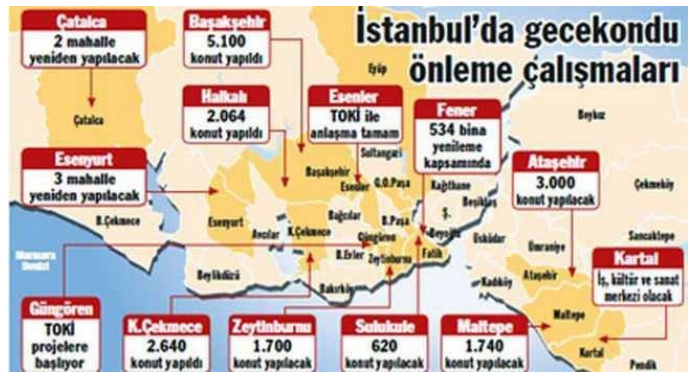 İstanbul'da gecekondu
önleme çalışmaları
Çatalca
2 mahalle
yeniden yapılacak
Başakşehir
5.100
konut yapıldı
Halkalı
2.064
konut yapıldı
Esenler
TOKİ ile
anlaşma tamam
Fener
534 bina
yenileme
kapsamında
Ataşehir
3.000
konut yapılacak
Esenyurt
3 mahalle
yeniden yapılacak
Kartal
İş, kültür ve sanat
merkezi olacak
Güngören
TOKİ
projelere
başlıyor
K.Çekmece
2.640
konut yapıldı
Zeytinburnu
1.700
konut yapılacak
Sulukule
620
konut yapılacak
Maltepe
1.740
konut yapılacak
Çatalca
Eyüp
Beykoz
Sultangazi
Başakşehir
Esenler
G.O.Paşa
Kağthane
Beşiktaş
Çekmeköy
B.Çekmece
Esenyurt
Avcılar
K.Çekmece
Bağcılar
Güngören
B.Paşa
Ş.
Beyoğlu
Üsküdar
Ümraniye
Sancaktepe
Marmara
Denizi
Beylikdüzü
B.Evler
Zeytinburnu
Fatih
Bakırköy
Kadıköy
Ataşehir
Maltepe
Kartal
Pendik